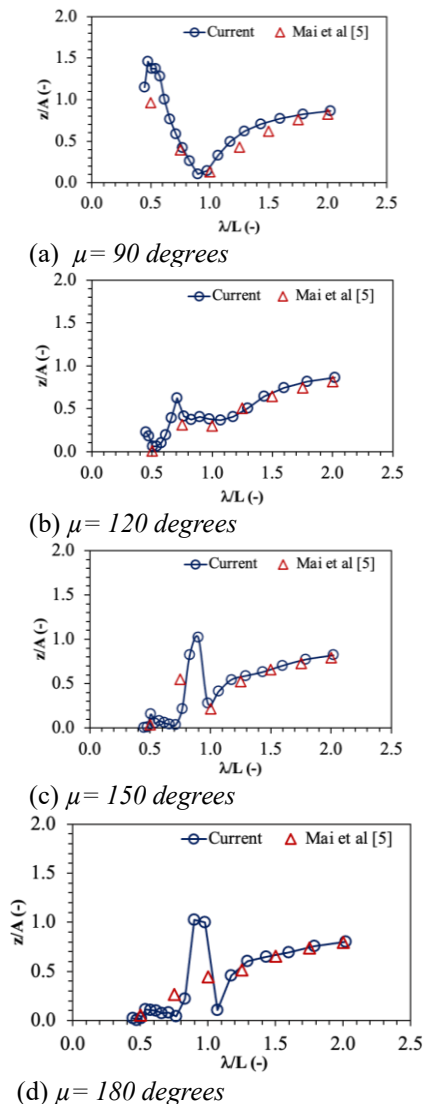 2.0
Current
Mai et al [5]
1.5
1.0
0.5
0.0
z/A (-)
0.0 0.5 1.0 1.5 2.0 2.5
λ/L (-)
(a) μ= 90 degrees
2.0
Current
Mai et al [5]
1.5
1.0
0.5
0.0
z/A (-)
0.0 0.5 1.0 1.5 2.0 2.5
λ/L (-)
(b) μ= 120 degrees
2.0
Current
Mai et al [5]
1.5
1.0
0.5
0.0
z/A (-)
0.0 0.5 1.0 1.5 2.0 2.5
λ/L (-)
(c) μ= 150 degrees
2.0
Current
Mai et al [5]
1.5
1.0
0.5
0.0
z/A (-)
0.0 0.5 1.0 1.5 2.0 2.5
λ/L (-)
(d) μ= 180 degrees